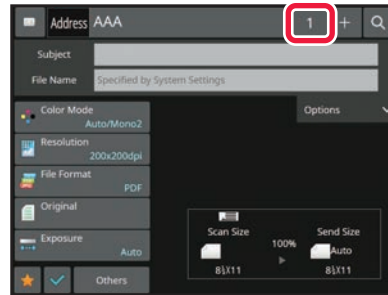 Address AAA 1 +
Subject
File Name Specified by System Settings
Options
Color Mode
Auto/Mono2
Resolution
200x200dpi
File Format
PDF
Original
Exposure
Auto
Others
Scan Size 100% Send Size
Auto
8½X11 8½X11